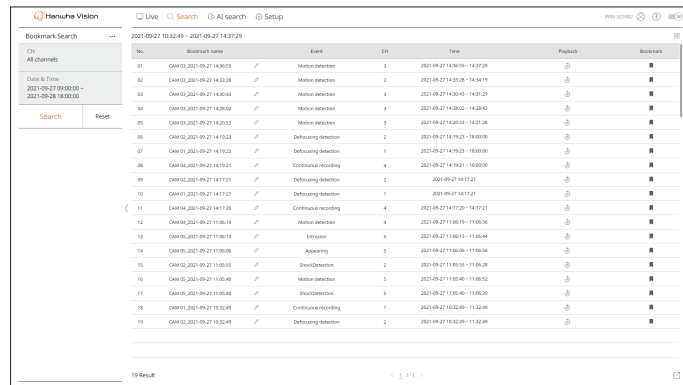 Hanwha Vision
Live Search AI search Setup
Bookmark Search ...
CH
All channels
Date & Time
2021-09-27 09:00:00 ~
2021-09-28 18:00:00
Search Reset
2021-09-27 10:32:49 ~ 2021-09-27 14:37:29
No. Bookmark name Event CH Time Playback Bookmark
01 CAM 03_2021-09-27 14:36:55 Motion detection 3 2021-09-27 14:36:55 ~ 14:37:29
02 CAM 03_2021-09-27 14:33:28 Motion detection 3 2021-09-27 14:33:28 ~ 14:34:19
03 CAM 03_2021-09-27 14:30:43 Motion detection 3 2021-09-27 14:30:43 ~ 14:31:29
04 CAM 03_2021-09-27 14:28:02 Motion detection 3 2021-09-27 14:28:02 ~ 14:28:42
05 CAM 03_2021-09-27 14:20:53 Motion detection 3 2021-09-27 14:20:53 ~ 14:21:28
06 CAM 02_2021-09-27 14:19:23 Defocusing detection 2 2021-09-27 14:19:23 ~ 18:00:00
07 CAM 01_2021-09-27 14:19:23 Defocusing detection 1 2021-09-27 14:19:23 ~ 18:00:00
08 CAM 04_2021-09-27 14:19:21 Continuous recording 4 2021-09-27 14:19:21 ~ 18:00:00
09 CAM 02_2021-09-27 14:17:21 Defocusing detection 2 2021-09-27 14:17:21
10 CAM 01_2021-09-27 14:17:21 Defocusing detection 1 2021-09-27 14:17:21
11 CAM 04_2021-09-27 14:17:20 Continuous recording 4 2021-09-27 14:17:20 ~ 14:17:21
12 CAM 04_2021-09-27 11:06:19 Motion detection 4 2021-09-27 11:06:19 ~ 11:06:56
13 CAM 05_2021-09-27 11:06:13 Intrusion 5 2021-09-27 11:06:13 ~ 11:06:44
14 CAM 05_2021-09-27 11:06:06 Appearing 5 2021-09-27 11:06:06 ~ 11:06:56
15 CAM 02_2021-09-27 11:05:55 ShockDetection 2 2021-09-27 11:05:55 ~ 11:06:28
16 CAM 05_2021-09-27 11:05:40 Motion detection 5 2021-09-27 11:05:40 ~ 11:06:52
17 CAM 05_2021-09-27 11:05:40 ShockDetection 5 2021-09-27 11:05:40 ~ 11:06:39
18 CAM 01_2021-09-27 10:32:49 Continuous recording 1 2021-09-27 10:32:49 ~ 11:32:49
19 CAM 02_2021-09-27 10:32:49 Defocusing detection 2 2021-09-27 10:32:49 ~ 11:32:49
19 Result < 1 / 1 >